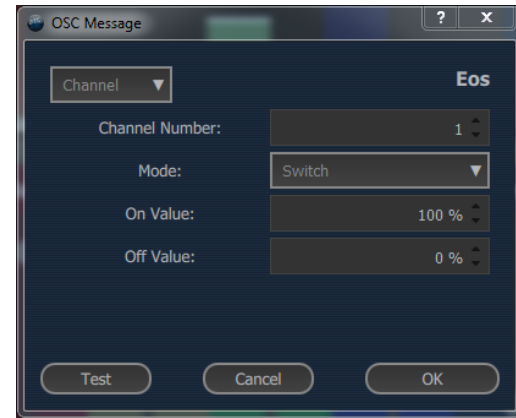 OSC Message ? X
Channel ▼ Eos
Channel Number: 1
Mode: Switch ▼
On Value: 100 %
Off Value: 0 %
Test Cancel OK